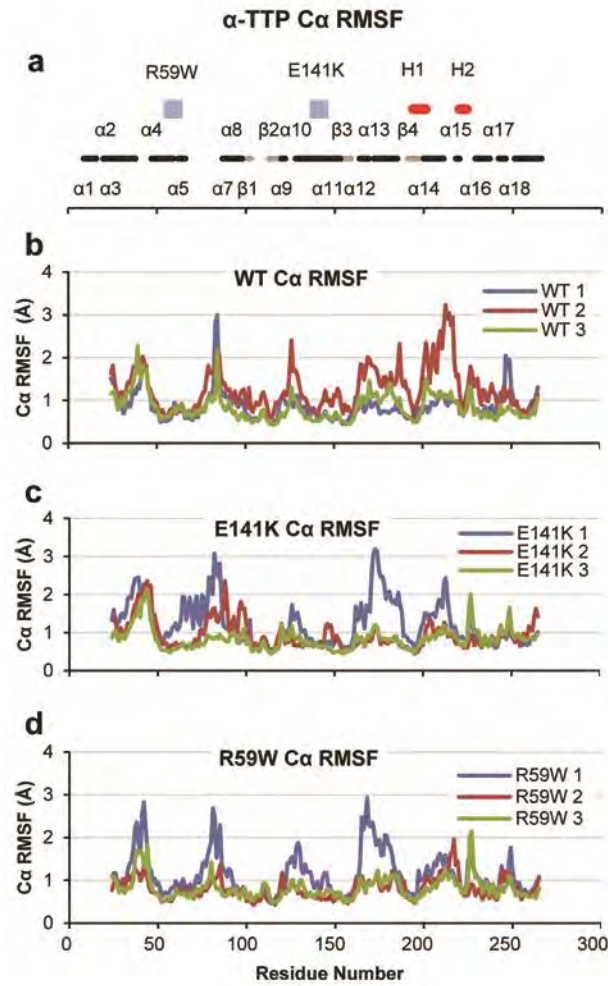 α-TTP Cα RMSF
a
R59W E141K H1 H2
α2 α4 α8 β2 α10 β3 α13 β4 α15 α17
α1 α3 α5 α7 β1 α9 α11 α12 α14 α16 α18
b
WT Cα RMSF
Cα RMSF (Å)
4
3
2
1
0
WT 1
WT 2
WT 3
c
E141K Cα RMSF
Cα RMSF (Å)
4
3
2
1
0
E141K 1
E141K 2
E141K 3
d
R59W Cα RMSF
Cα RMSF (Å)
4
3
2
1
0
R59W 1
R59W 2
R59W 3
0 50 100 150 200 250 300
Residue Number